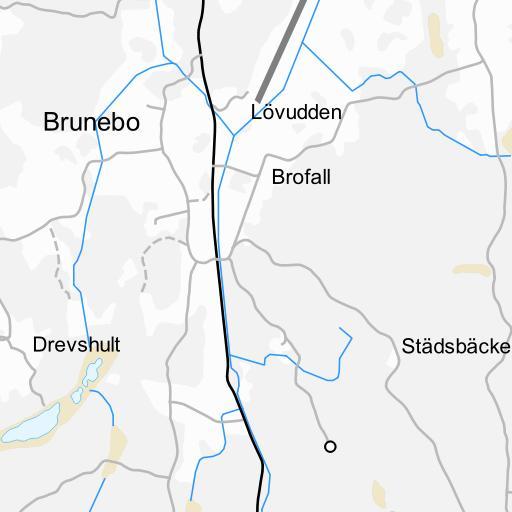 Lövudden
Brunebo
Brofall
Drevshult
Städsbäcke